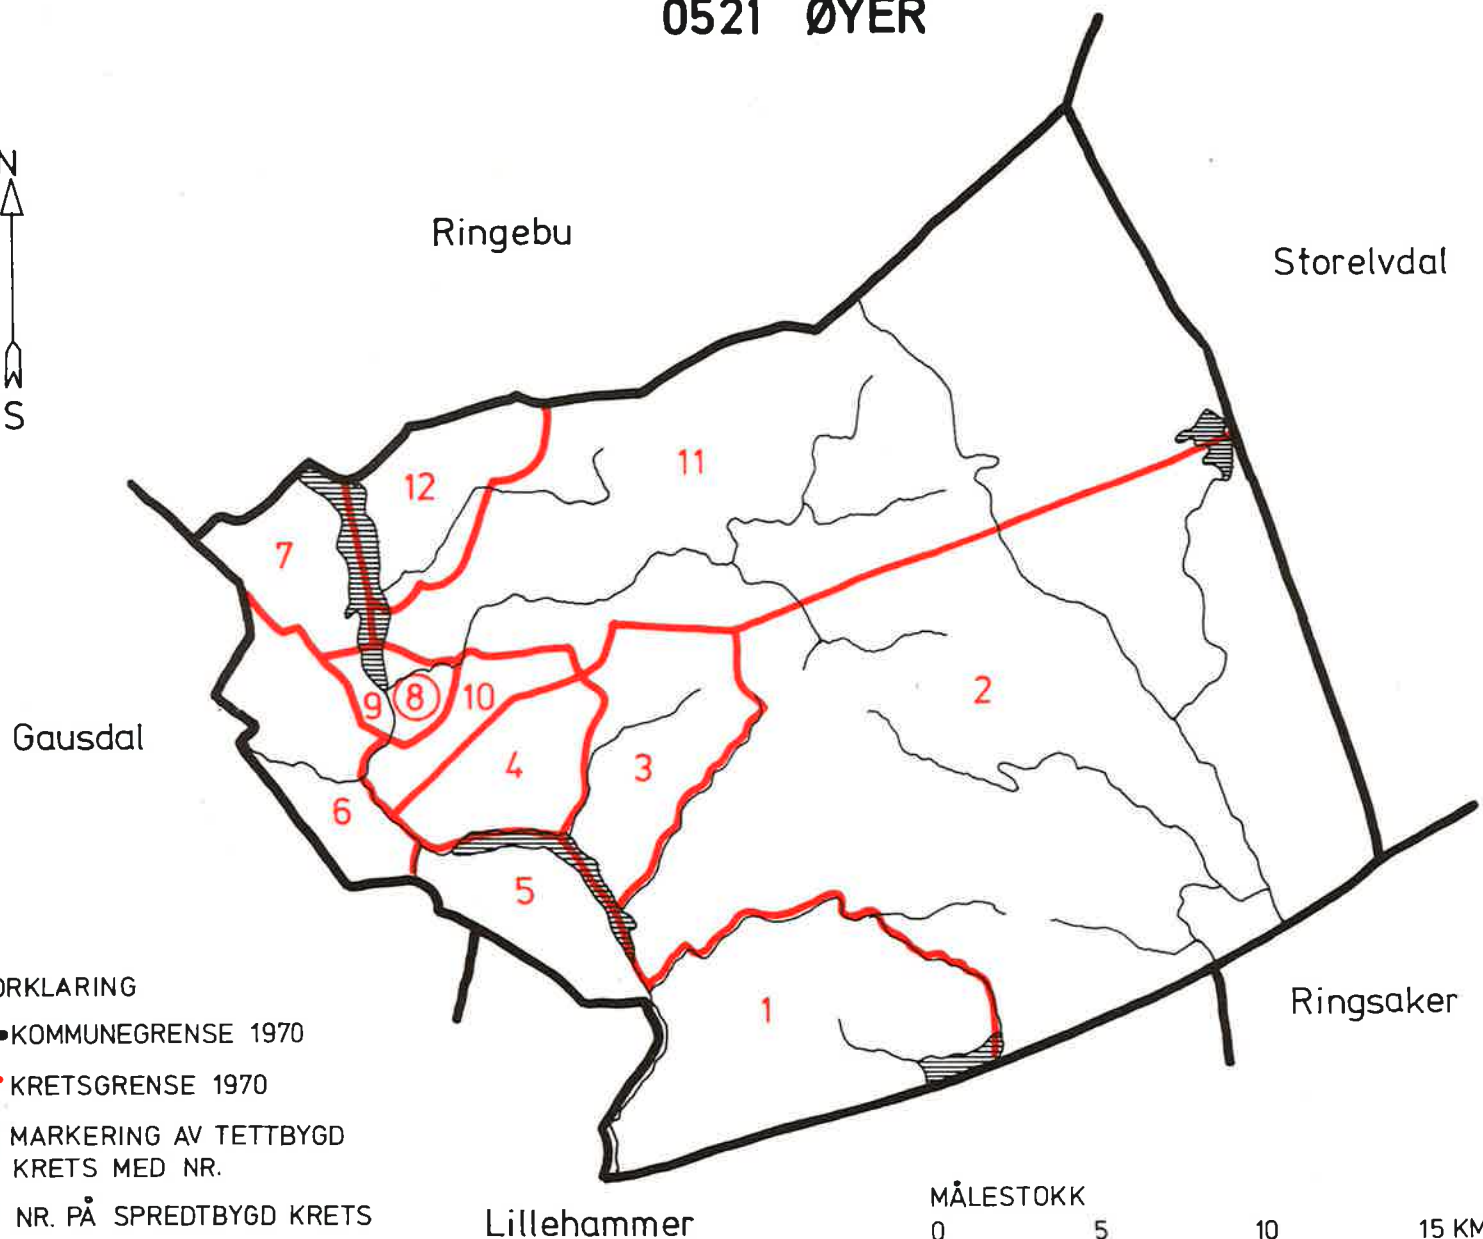 0521 ØYER
N
S
Ringebu
Storelvdal
Gausdal
Ringsaker
Lillehammer
12
11
7
9
8
10
2
4
3
6
5
1
ORKLARING
KOMMUNEGRENSE 1970
KRETSGRENSE 1970
MARKERING AV TETTBYGD
KRETS MED NR.
NR. PÅ SPREDTBYGD KRETS
MÅLESTOKK
0 5 10 15 KM